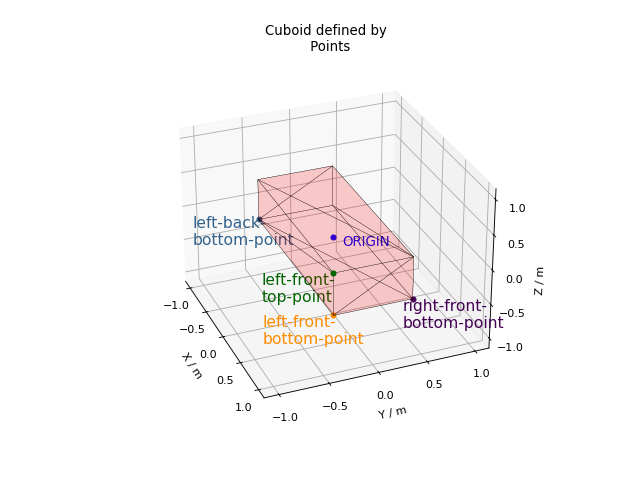 Cuboid defined by
Points
left-back-
bottom-point
ORIGIN
left-front-
top-point
right-front-
bottom-point
left-front-
bottom-point
1.0
0.5
0.0
−0.5
−1.0
Z / m
−1.0
−0.5
0.0
0.5
1.0
X / m
−1.0
−0.5
0.0
0.5
1.0
Y / m